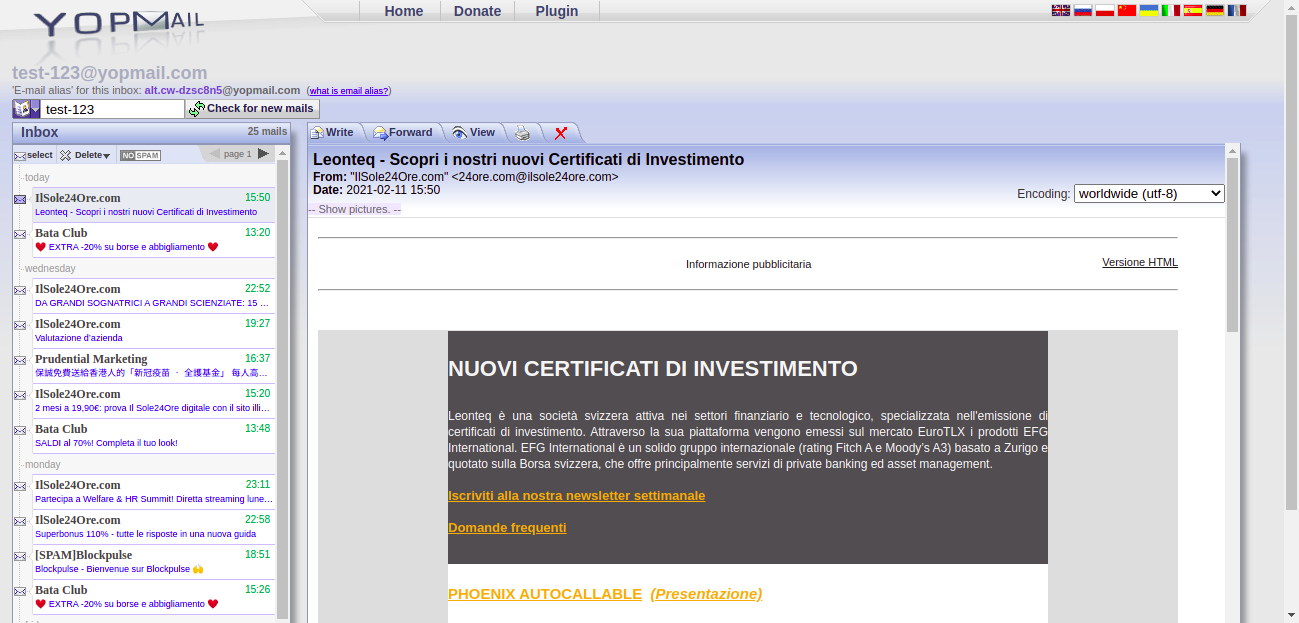 YOPMAIL
Home Donate Plugin
test-123@yopmail.com
'E-mail alias' for this inbox: alt.cw-dzsc8n5@yopmail.com (what is email alias?)
test-123 Check for new mails
Inbox 25 mails
select Delete NO SPAM page 1
today
IlSole24Ore.com 15:50
Leonteq - Scopri i nostri nuovi Certificati di Investimento
Bata Club 13:20
❤ EXTRA -20% su borse e abbigliamento ❤
wednesday
IlSole24Ore.com 22:52
DA GRANDI SOGNATRICI A GRANDI SCIENZIATE: 15 ...
IlSole24Ore.com 19:27
Valutazione d'azienda
Prudential Marketing 16:37
保誠免費送給香港人的「新冠疫苗 ‧ 全護基金」 每人高...
IlSole24Ore.com 15:20
2 mesi a 19,90€: prova Il Sole24Ore digitale con il sito illi...
Bata Club 13:48
SALDI al 70%! Completa il tuo look!
monday
IlSole24Ore.com 23:11
Partecipa a Welfare & HR Summit! Diretta streaming lune...
IlSole24Ore.com 22:58
Superbonus 110% - tutte le risposte in una nuova guida
[SPAM]Blockpulse 18:51
Blockpulse - Bienvenue sur Blockpulse 🙌
Bata Club 15:26
❤ EXTRA -20% su borse e abbigliamento ❤
Write Forward View
Leonteq - Scopri i nostri nuovi Certificati di Investimento
From: "IlSole24Ore.com" <24ore.com@ilsole24ore.com>
Date: 2021-02-11 15:50
Encoding: worldwide (utf-8)
-- Show pictures. --
Informazione pubblicitaria
Versione HTML
NUOVI CERTIFICATI DI INVESTIMENTO
Leonteq è una società svizzera attiva nei settori finanziario e tecnologico, specializzata nell'emissione di
certificati di investimento. Attraverso la sua piattaforma vengono emessi sul mercato EuroTLX i prodotti EFG
International. EFG International è un solido gruppo internazionale (rating Fitch A e Moody's A3) basato a Zurigo e
quotato sulla Borsa svizzera, che offre principalmente servizi di private banking ed asset management.
Iscriviti alla nostra newsletter settimanale
Domande frequenti
PHOENIX AUTOCALLABLE (Presentazione)